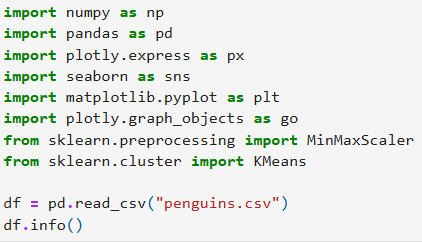 import numpy as np
import pandas as pd
import plotly.express as px
import seaborn as sns
import matplotlib.pyplot as plt
import plotly.graph_objects as go
from sklearn.preprocessing import MinMaxScaler
from sklearn.cluster import KMeans
df = pd.read_csv("penguins.csv")
df.info()